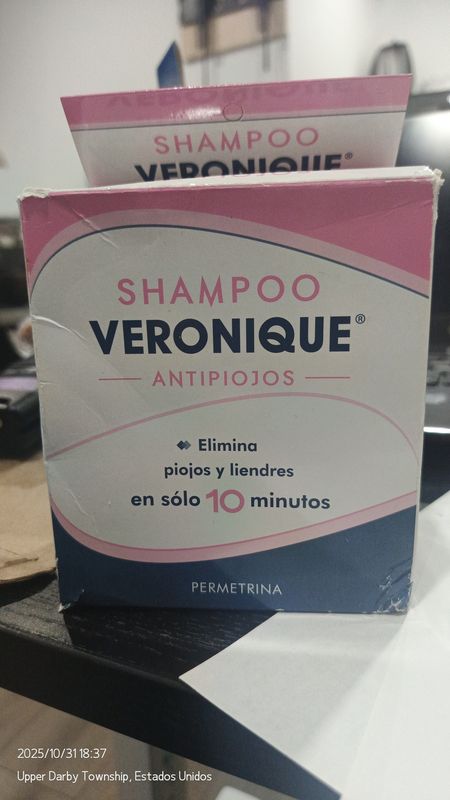 VERONIQUE
SHAMPOO
VERONIQUE®
SHAMPOO
VERONIQUE®
ANTIPIOJOS
Elimina
piojos y liendres
en sólo 10 minutos
PERMETRINA
2025/10/31 18:37
Upper Darby Township, Estados Unidos